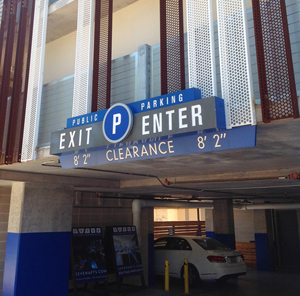 PUBLIC PARKING
EXIT P ENTER
8' 2" CLEARANCE 8' 2"